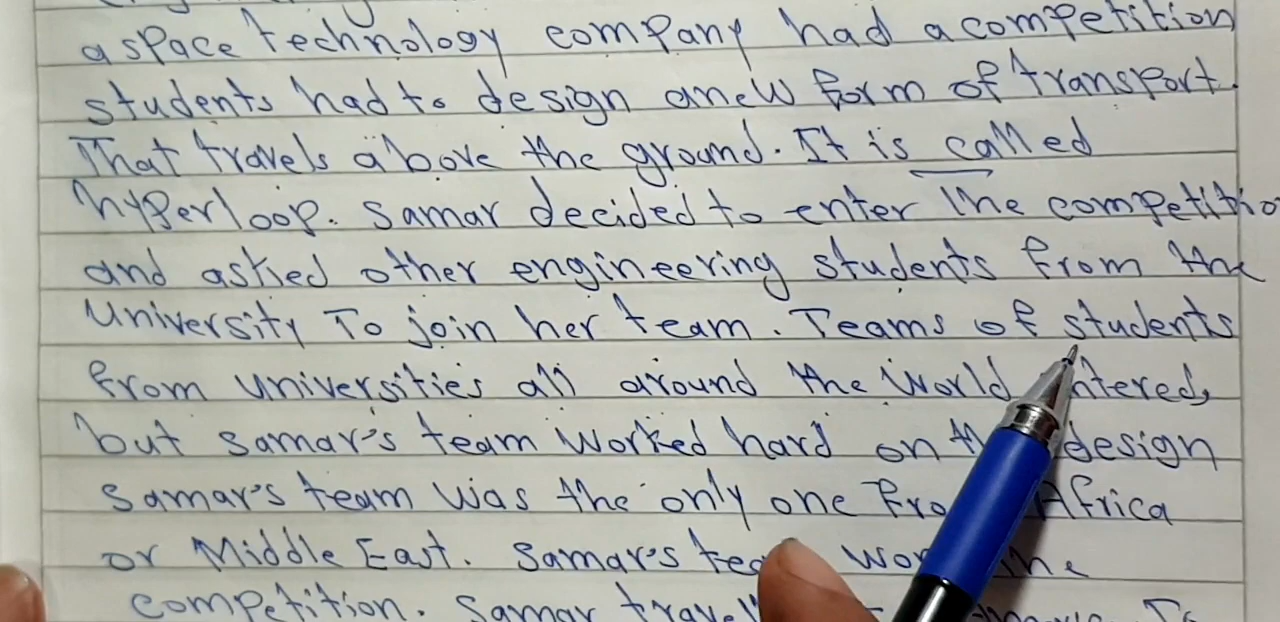 a space technology company had a competition
students had to design a new form of transport.
That travels above the ground. It is called
hyperloop. Samar decided to enter The competitio
and asked other engineering students from the
University To join her team. Teams of students
from universities all around the World entered,
but Samar's team worked hard on design
Samar's team was the only one Africa
or Middle East. Samar's
competition. Samar